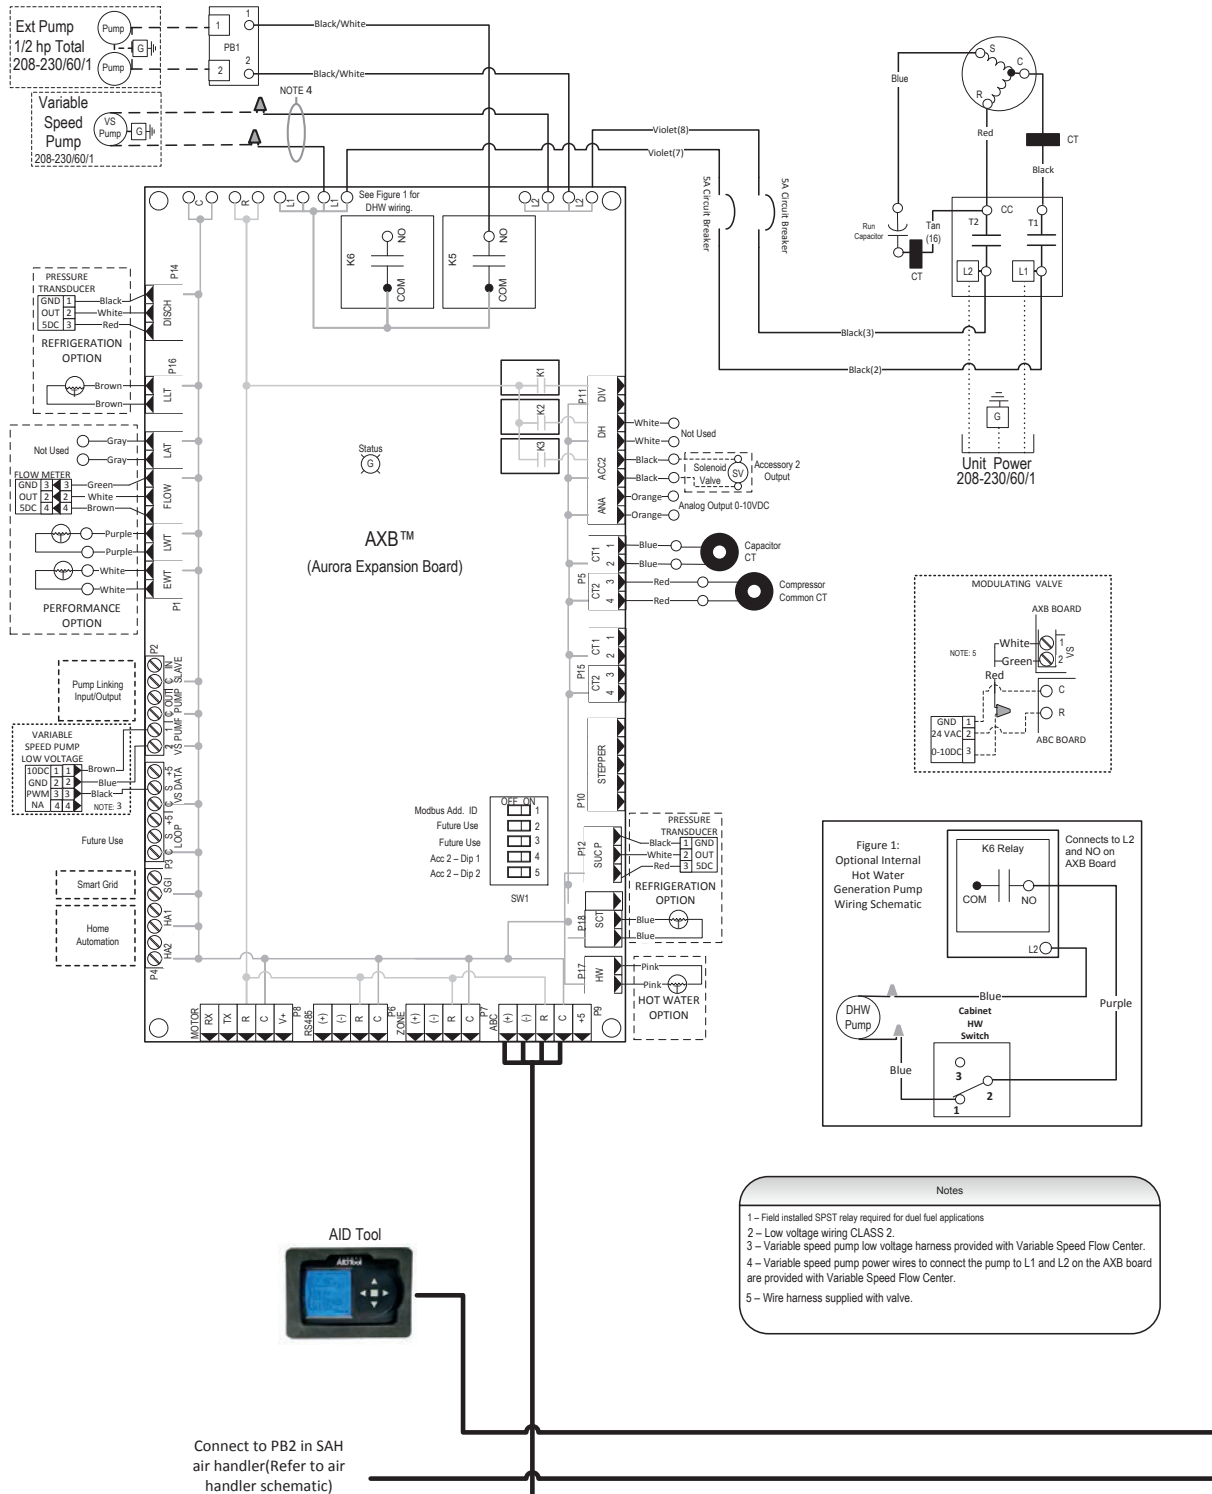 Ext Pump
1/2 hp Total
208-230/60/1
Pump
G
Pump
1
1
PB1
2
2
Black/White
Black/White
NOTE 4
Variable
Speed
Pump
208-230/60/1
VS
Pump
G
Violet(8)
Violet(7)
5A Circuit Breaker
5A Circuit Breaker
Blue
S
C
R
Red
CT
Black
Run
Capacitor
Tan
(16)
CT
CC
T2
T1
L2
L1
Black(3)
Black(2)
G
Unit Power
208-230/60/1
C
R
L1
L1
See Figure 1 for
DHW wiring.
L2
L2
K6
NO
COM
K5
NO
COM
PRESSURE
TRANSDUCER
GND 1 Black
OUT 2 White
5DC 3 Red
REFRIGERATION
OPTION
Brown
Brown
P14
DISCH
P16
LLT
Not Used
Gray
Gray
LAT
FLOW METER
GND 3 3 Green
OUT 2 2 White
5DC 4 4 Brown
FLOW
Purple
Purple
LWT
White
White
EWT
P1
PERFORMANCE
OPTION
K1
K2
K3
P11
DIV
DH
ACC2
ANA
White
White
Not Used
Black
Black
Solenoid
Valve
SV
Accessory 2
Output
Orange
Orange
Analog Output 0-10VDC
Status
G
AXB™
(Aurora Expansion Board)
P5
CT1
1
2
CT2
3
4
Blue
Blue
Capacitor
CT
Red
Red
Compressor
Common CT
P15
CT1
1
2
CT2
3
4
STEPPER
P10
MODULATING VALVE
AXB BOARD
NOTE: 5
White
Green
Red
1
2
VS
C
R
ABC BOARD
GND 1
24 VAC 2
0-10DC 3
Pump Linking
Input/Output
P2
C IN
SLAVE
C OUT
PUMP
1
2
VS PUMP
VARIABLE
SPEED PUMP
LOW VOLTAGE
10DC 1 1 Brown
GND 2 2 Blue
PWM 3 3 Black
NA 4 4 NOTE: 3
C S +5
VS DATA
Future Use
C S +5
LOOP
P3
Smart Grid
SGI
Home
Automation
HA1
HA2
P4
OFF ON
Modbus Add. ID 1
Future Use 2
Future Use 3
Acc 2 – Dip 1 4
Acc 2 – Dip 2 5
SW1
P12
SUC P
Black 1 GND
White 2 OUT
Red 3 5DC
PRESSURE
TRANSDUCER
REFRIGERATION
OPTION
P18
SCT
Blue
Blue
P17
HW
Pink
Pink
HOT WATER
OPTION
MOTOR
RX
TX
R
C
V+
P8
RS485
(+)
(-)
R
C
P6
ZONE
(+)
(-)
R
C
P7
ABC
(+)
(-)
R
C
+5
P9
Figure 1:
Optional Internal
Hot Water
Generation Pump
Wiring Schematic
K6 Relay
COM
NO
L2
Connects to L2
and NO on
AXB Board
DHW
Pump
Blue
Blue
Purple
Cabinet
HW
Switch
3
2
1
Notes
1 – Field installed SPST relay required for duel fuel applications
2 – Low voltage wiring CLASS 2.
3 – Variable speed pump low voltage harness provided with Variable Speed Flow Center.
4 – Variable speed pump power wires to connect the pump to L1 and L2 on the AXB board
are provided with Variable Speed Flow Center.
5 – Wire harness supplied with valve.
AID Tool
Connect to PB2 in SAH
air handler(Refer to air
handler schematic)